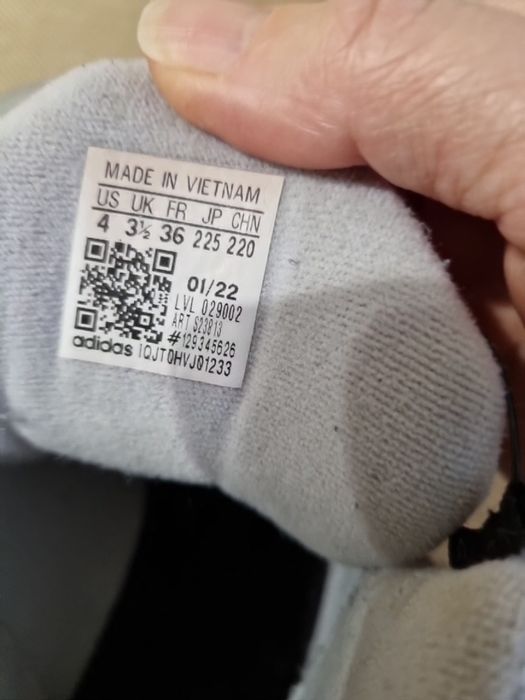 MADE IN VIETNAM
US UK FR JP CHN
4 3½ 36 225 220
01/22
LVL 029002
ART S23813
#129345626
adidas IQJT0HVJ01233